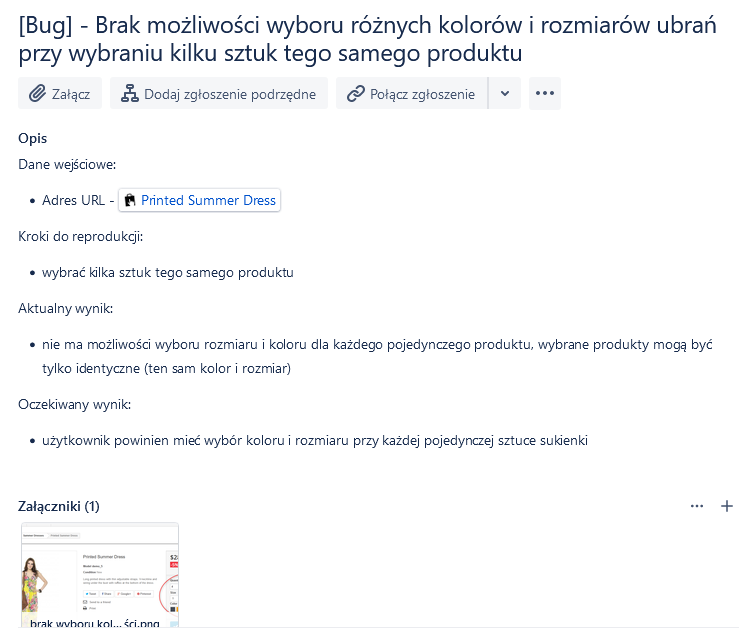 [Bug] - Brak możliwości wyboru różnych kolorów i rozmiarów ubrań
przy wybraniu kilku sztuk tego samego produktu
Załącz
Dodaj zgłoszenie podrzędne
Połącz zgłoszenie
Opis
Dane wejściowe:
• Adres URL - Printed Summer Dress
Kroki do reprodukcji:
• wybrać kilka sztuk tego samego produktu
Aktualny wynik:
• nie ma możliwości wyboru rozmiaru i koloru dla każdego pojedynczego produktu, wybrane produkty mogą być
tylko identyczne (ten sam kolor i rozmiar)
Oczekiwany wynik:
• użytkownik powinien mieć wybór koloru i rozmiaru przy każdej pojedynczej sztuce sukienki
Załączniki (1)
Printed Summer Dress
brak wyboru kol... ści.png